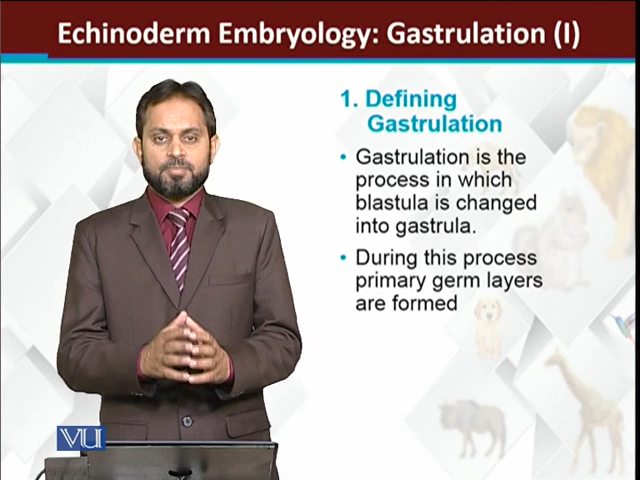 Echinoderm Embryology: Gastrulation (I)
1. Defining
Gastrulation
• Gastrulation is the
process in which
blastula is changed
into gastrula.
• During this process
primary germ layers
are formed
VU